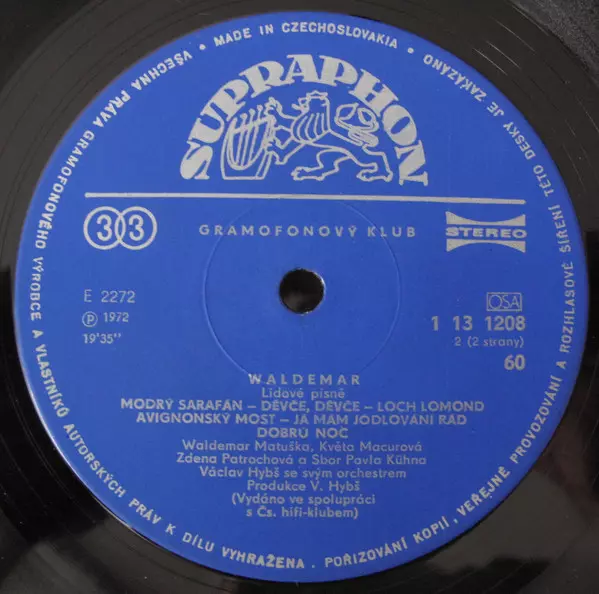 VŠECHNA PRÁVA GRAMOFONOVÉHO VÝROBCE A VLASTNÍKŮ AUTORSKÝCH PRÁV K DÍLU VYHRAŽENA • POŘIZOVÁNÍ KOPIÍ, VEŘEJNÉ PROVOZOVÁNÍ A ROZHLASOVÉ ŠÍŘENÍ TÉTO DESKY JE ZAKÁZÁNO
• MADE IN CZECHOSLOVAKIA •
SUPRAPHON
33
GRAMOFONOVÝ KLUB
STEREO
E 2272
℗ 1972
19'35"
OSA
1 13 1208
2 (2 strany)
60
WALDEMAR
Lidové písně
MODRÝ SARAFÁN – DĚVČE, DĚVČE – LOCH LOMOND
AVIGNONSKÝ MOST – JÁ MÁM JÓDLOVÁNÍ RÁD
DOBRÚ NOC
Waldemar Matuška, Květa Macurová
Zdena Patrochová a Sbor Pavla Kühna
Václav Hybš se svým orchestrem
Produkce V. Hybš
(Vydáno ve spolupráci
s Čs. hifi-klubem)